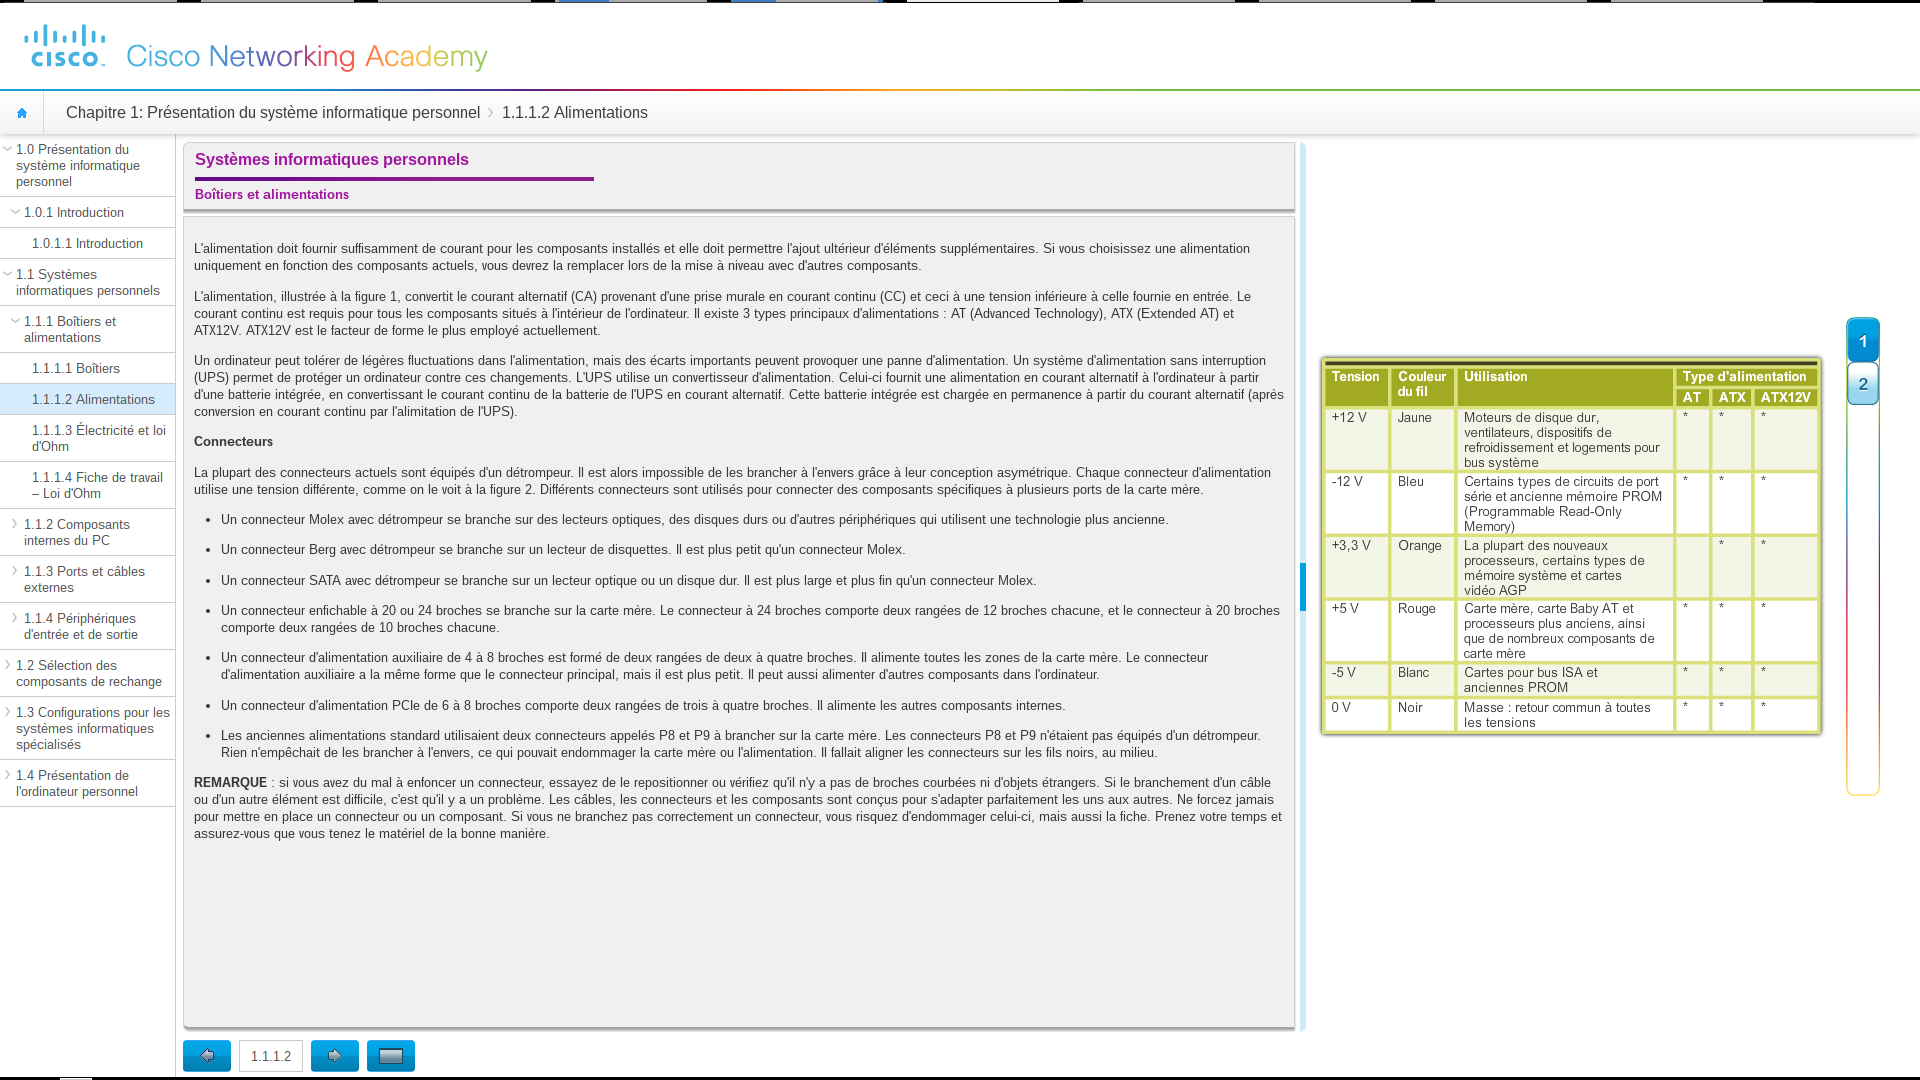 CISCO
Cisco Networking Academy
Chapitre 1: Présentation du système informatique personnel
1.1.1.2 Alimentations
1.0 Présentation du
système informatique
personnel
1.0.1 Introduction
1.0.1.1 Introduction
1.1 Systèmes
informatiques personnels
1.1.1 Boîtiers et
alimentations
1.1.1.1 Boîtiers
1.1.1.2 Alimentations
1.1.1.3 Électricité et loi
d'Ohm
1.1.1.4 Fiche de travail
– Loi d'Ohm
1.1.2 Composants
internes du PC
1.1.3 Ports et câbles
externes
1.1.4 Périphériques
d'entrée et de sortie
1.2 Sélection des
composants de rechange
1.3 Configurations pour les
systèmes informatiques
spécialisés
1.4 Présentation de
l'ordinateur personnel
Systèmes informatiques personnels
Boîtiers et alimentations
L'alimentation doit fournir suffisamment de courant pour les composants installés et elle doit permettre l'ajout ultérieur d'éléments supplémentaires. Si vous choisissez une alimentation
uniquement en fonction des composants actuels, vous devrez la remplacer lors de la mise à niveau avec d'autres composants.
L'alimentation, illustrée à la figure 1, convertit le courant alternatif (CA) provenant d'une prise murale en courant continu (CC) et ceci à une tension inférieure à celle fournie en entrée. Le
courant continu est requis pour tous les composants situés à l'intérieur de l'ordinateur. Il existe 3 types principaux d'alimentations : AT (Advanced Technology), ATX (Extended AT) et
ATX12V. ATX12V est le facteur de forme le plus employé actuellement.
Un ordinateur peut tolérer de légères fluctuations dans l'alimentation, mais des écarts importants peuvent provoquer une panne d'alimentation. Un système d'alimentation sans interruption
(UPS) permet de protéger un ordinateur contre ces changements. L'UPS utilise un convertisseur d'alimentation. Celui-ci fournit une alimentation en courant alternatif à l'ordinateur à partir
d'une batterie intégrée, en convertissant le courant continu de la batterie de l'UPS en courant alternatif. Cette batterie intégrée est chargée en permanence à partir du courant alternatif (après
conversion en courant continu par l'alimitation de l'UPS).
Connecteurs
La plupart des connecteurs actuels sont équipés d'un détrompeur. Il est alors impossible de les brancher à l'envers grâce à leur conception asymétrique. Chaque connecteur d'alimentation
utilise une tension différente, comme on le voit à la figure 2. Différents connecteurs sont utilisés pour connecter des composants spécifiques à plusieurs ports de la carte mère.
• Un connecteur Molex avec détrompeur se branche sur des lecteurs optiques, des disques durs ou d'autres périphériques qui utilisent une technologie plus ancienne.
• Un connecteur Berg avec détrompeur se branche sur un lecteur de disquettes. Il est plus petit qu'un connecteur Molex.
• Un connecteur SATA avec détrompeur se branche sur un lecteur optique ou un disque dur. Il est plus large et plus fin qu'un connecteur Molex.
• Un connecteur enfichable à 20 ou 24 broches se branche sur la carte mère. Le connecteur à 24 broches comporte deux rangées de 12 broches chacune, et le connecteur à 20 broches
comporte deux rangées de 10 broches chacune.
• Un connecteur d'alimentation auxiliaire de 4 à 8 broches est formé de deux rangées de deux à quatre broches. Il alimente toutes les zones de la carte mère. Le connecteur
d'alimentation auxiliaire a la même forme que le connecteur principal, mais il est plus petit. Il peut aussi alimenter d'autres composants dans l'ordinateur.
• Un connecteur d'alimentation PCIe de 6 à 8 broches comporte deux rangées de trois à quatre broches. Il alimente les autres composants internes.
• Les anciennes alimentations standard utilisaient deux connecteurs appelés P8 et P9 à brancher sur la carte mère. Les connecteurs P8 et P9 n'étaient pas équipés d'un détrompeur.
Rien n'empêchait de les brancher à l'envers, ce qui pouvait endommager la carte mère ou l'alimentation. Il fallait aligner les connecteurs sur les fils noirs, au milieu.
REMARQUE : si vous avez du mal à enfoncer un connecteur, essayez de le repositionner ou vérifiez qu'il n'y a pas de broches courbées ni d'objets étrangers. Si le branchement d'un câble
ou d'un autre élément est difficile, c'est qu'il y a un problème. Les câbles, les connecteurs et les composants sont conçus pour s'adapter parfaitement les uns aux autres. Ne forcez jamais
pour mettre en place un connecteur ou un composant. Si vous ne branchez pas correctement un connecteur, vous risquez d'endommager celui-ci, mais aussi la fiche. Prenez votre temps et
assurez-vous que vous tenez le matériel de la bonne manière.
1.1.1.2
Tension Couleur Utilisation Type d'alimentation
du fil AT ATX ATX12V
+12 V Jaune Moteurs de disque dur, * * *
ventilateurs, dispositifs de
refroidissement et logements pour
bus système
-12 V Bleu Certains types de circuits de port * * *
série et ancienne mémoire PROM
(Programmable Read-Only
Memory)
+3,3 V Orange La plupart des nouveaux * *
processeurs, certains types de
mémoire système et cartes
vidéo AGP
+5 V Rouge Carte mère, carte Baby AT et * * *
processeurs plus anciens, ainsi
que de nombreux composants de
carte mère
-5 V Blanc Cartes pour bus ISA et * * *
anciennes PROM
0 V Noir Masse : retour commun à toutes * * *
les tensions
1
2